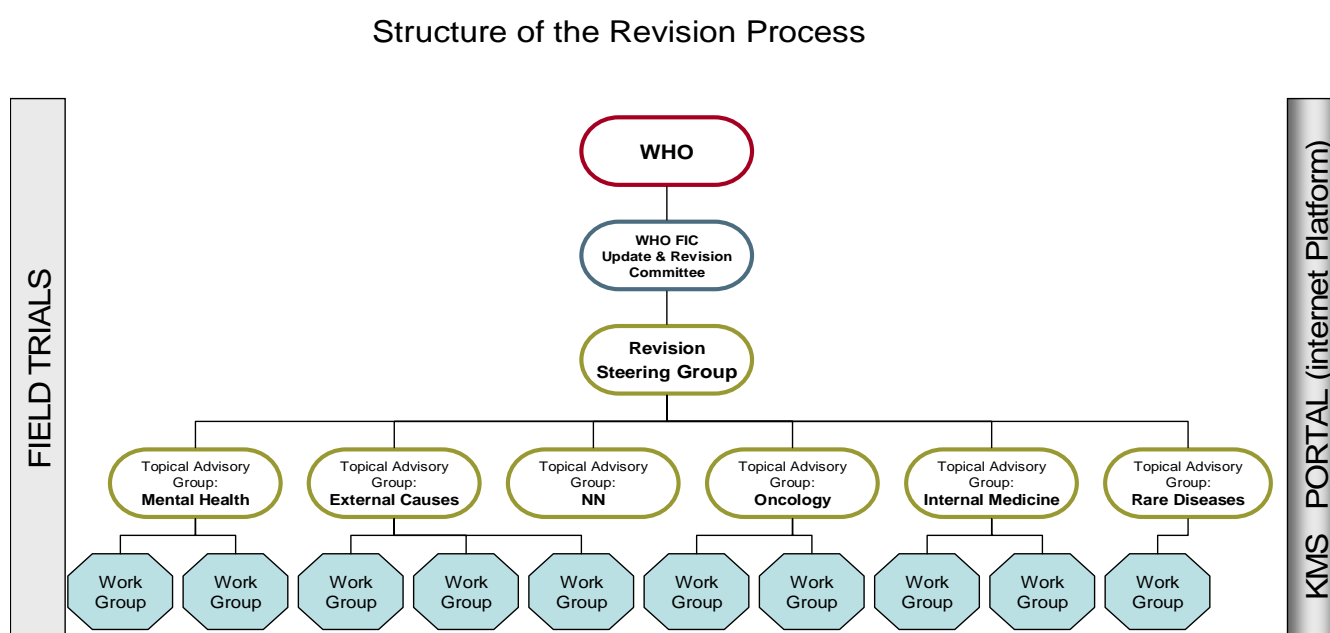 Structure of the Revision Process
FIELD TRIALS
KMS PORTAL (internet Platform)
WHO
WHO FIC
Update & Revision
Committee
Revision
Steering Group
Topical Advisory
Group:
Mental Health
Topical Advisory
Group:
External Causes
Topical Advisory
Group:
NN
Topical Advisory
Group:
Oncology
Topical Advisory
Group:
Internal Medicine
Topical Advisory
Group:
Rare Diseases
Work
Group
Work
Group
Work
Group
Work
Group
Work
Group
Work
Group
Work
Group
Work
Group
Work
Group
Work
Group